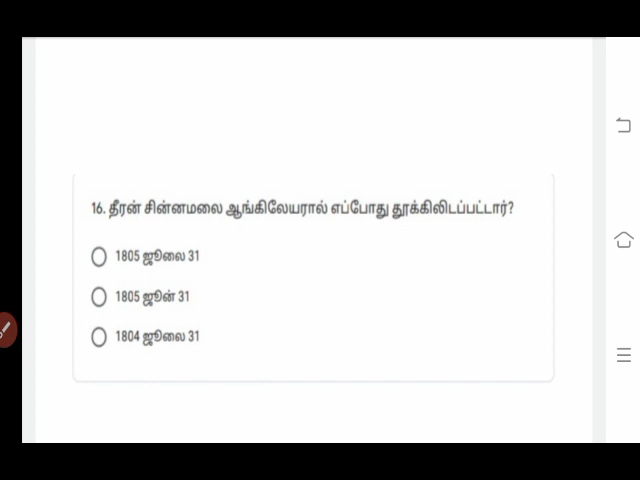 16. தீரன் சின்னமலை ஆங்கிலேயரால் எப்போது தூக்கிலிடப்பட்டார்?
1805 ஜூலை 31
1805 ஜூன் 31
1804 ஜூலை 31